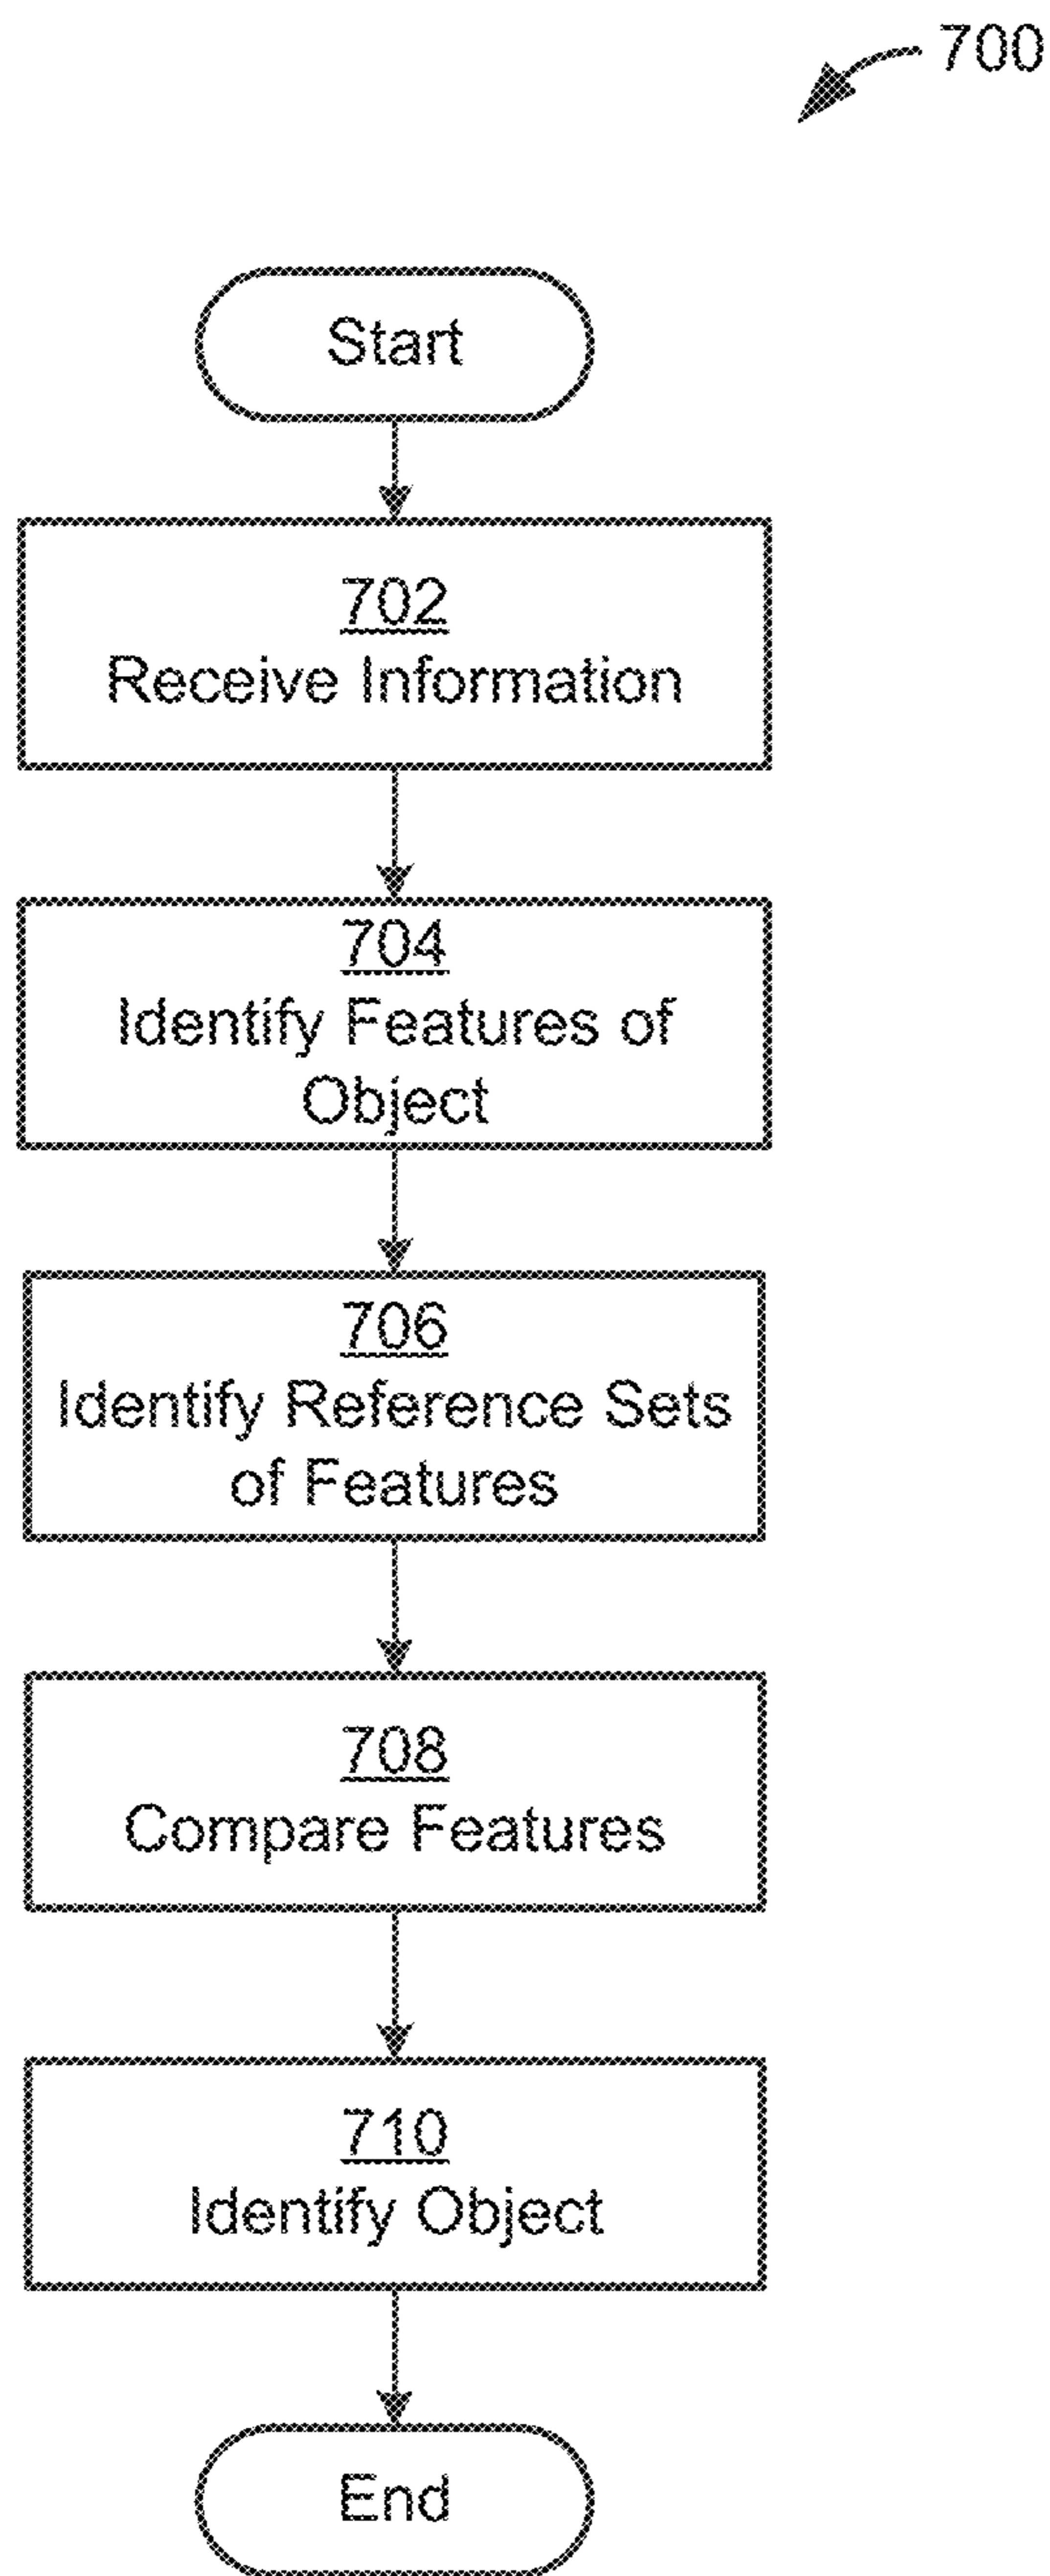 700
Start
702
Receive Information
704
Identify Features of
Object
706
Identify Reference Sets
of Features
708
Compare Features
710
Identify Object
End